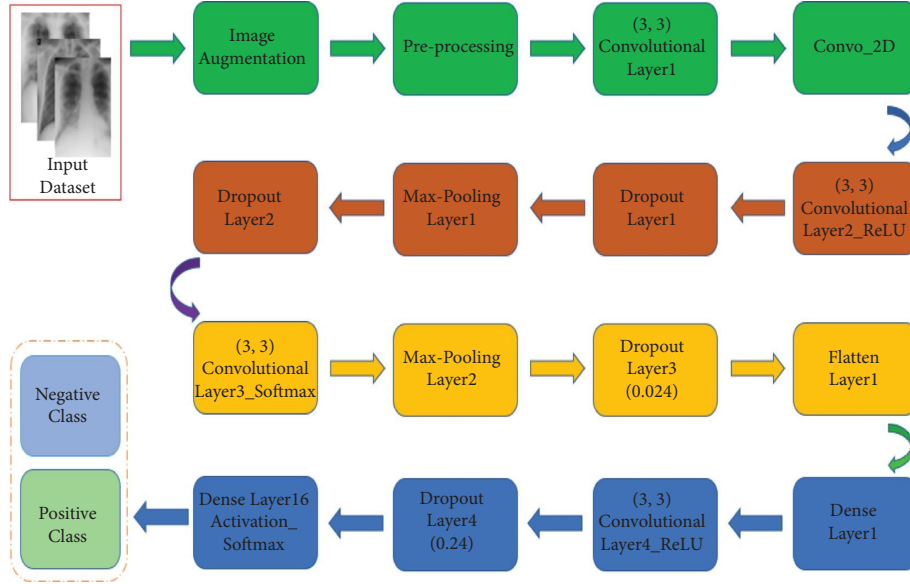 Input
Dataset
Image
Augmentation
Pre-processing
(3, 3)
Convolutional
Layer1
Convo_2D
(3, 3)
Convolutional
Layer2_ReLU
Dropout
Layer1
Max-Pooling
Layer1
Dropout
Layer2
(3, 3)
Convolutional
Layer3_Softmax
Max-Pooling
Layer2
Dropout
Layer3
(0.024)
Flatten
Layer1
Dense
Layer1
(3, 3)
Convolutional
Layer4_ReLU
Dropout
Layer4
(0.24)
Dense Layer16
Activation_
Softmax
Negative
Class
Positive
Class